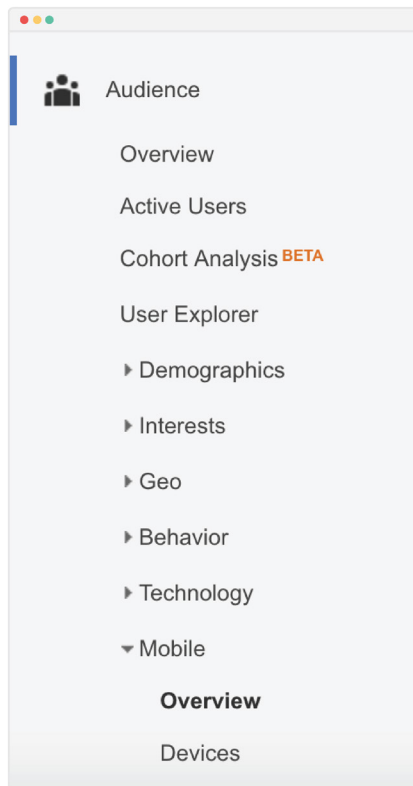 Audience
Overview
Active Users
Cohort Analysis BETA
User Explorer
Demographics
Interests
Geo
Behavior
Technology
Mobile
Overview
Devices